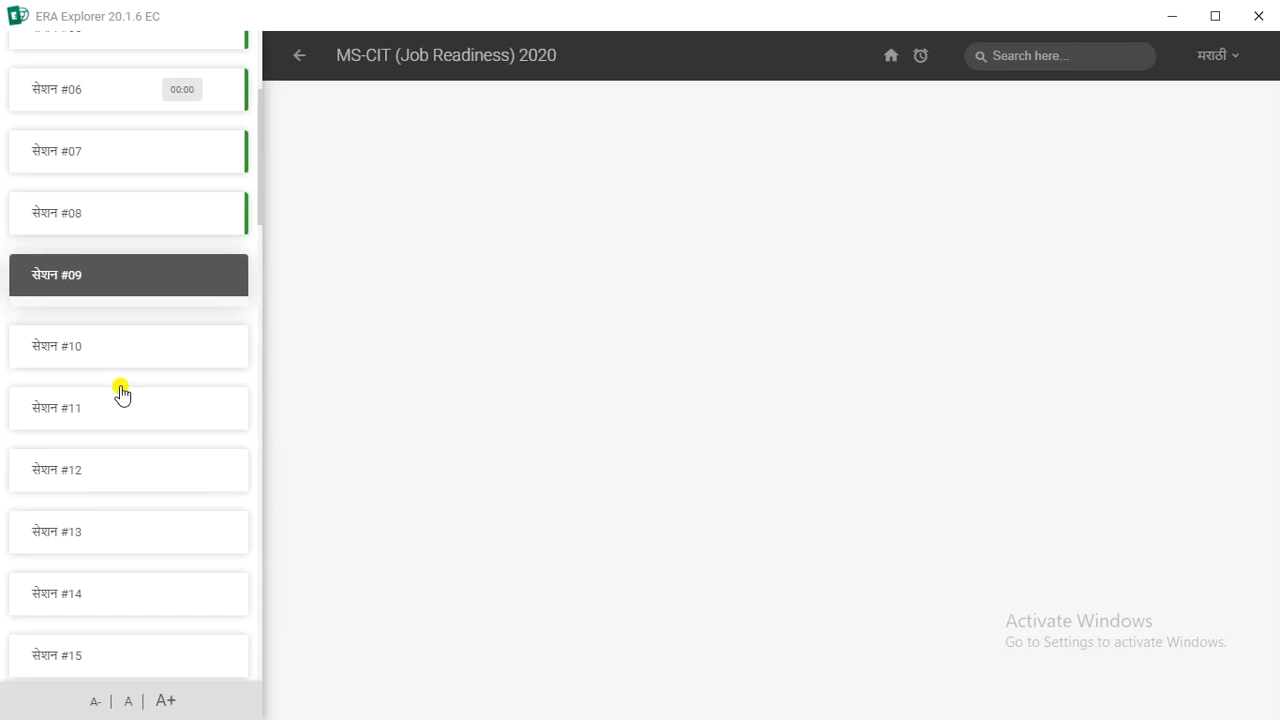 ERA Explorer 20.1.6 EC
MS-CIT (Job Readiness) 2020
Search here...
मराठी
सेशन #06
00:00
सेशन #07
सेशन #08
सेशन #09
सेशन #10
सेशन #11
सेशन #12
सेशन #13
सेशन #14
सेशन #15
A- | A | A+
Activate Windows
Go to Settings to activate Windows.